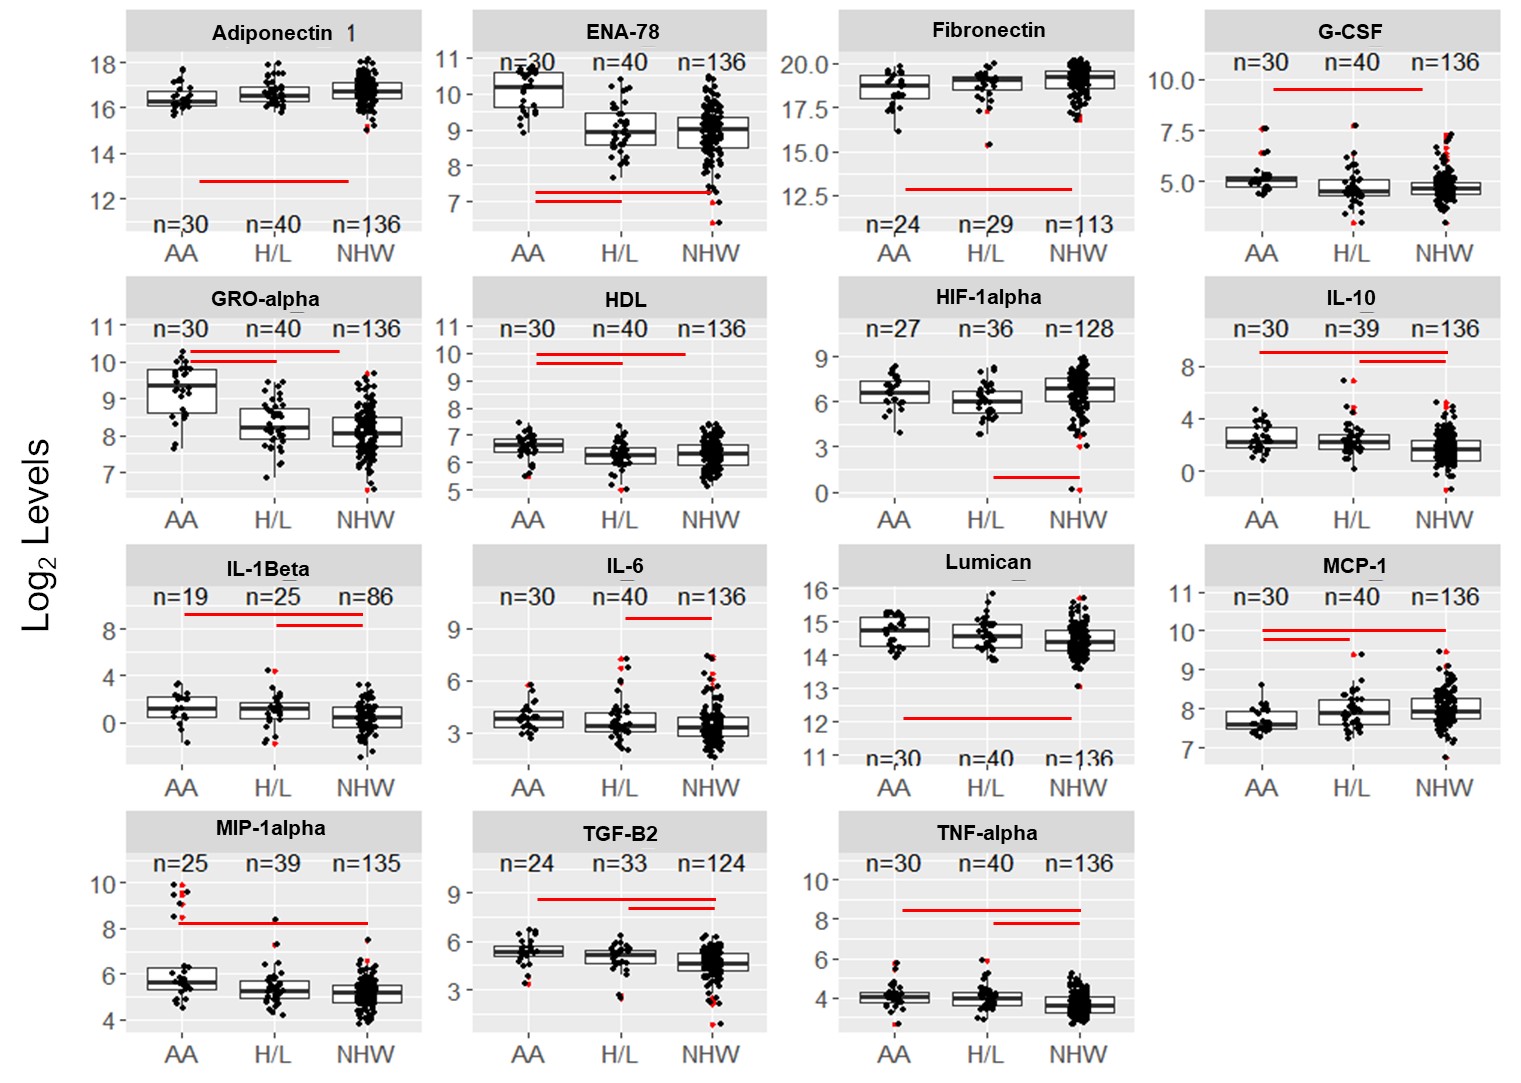 Adiponectin 1
18
16
14
12
n=30 n=40 n=136
AA H/L NHW
ENA-78
n=30 n=40 n=136
11
10
9
8
7
AA H/L NHW
Fibronectin
20.0
17.5
15.0
12.5
n=24 n=29 n=113
AA H/L NHW
G-CSF
n=30 n=40 n=136
10.0
7.5
5.0
AA H/L NHW
GRO-alpha
n=30 n=40 n=136
11
10
9
8
7
AA H/L NHW
HDL
n=30 n=40 n=136
11
10
9
8
7
6
5
AA H/L NHW
HIF-1alpha
n=27 n=36 n=128
9
6
3
0
AA H/L NHW
IL-10
n=30 n=39 n=136
8
4
0
AA H/L NHW
Log2 Levels
IL-1Beta
n=19 n=25 n=86
8
4
0
AA H/L NHW
IL-6
n=30 n=40 n=136
9
6
3
AA H/L NHW
Lumican
16
15
14
13
12
11
n=30 n=40 n=136
AA H/L NHW
MCP-1
n=30 n=40 n=136
11
10
9
8
7
AA H/L NHW
MIP-1alpha
n=25 n=39 n=135
10
8
6
4
AA H/L NHW
TGF-B2
n=24 n=33 n=124
9
6
3
AA H/L NHW
TNF-alpha
n=30 n=40 n=136
10
8
6
4
AA H/L NHW